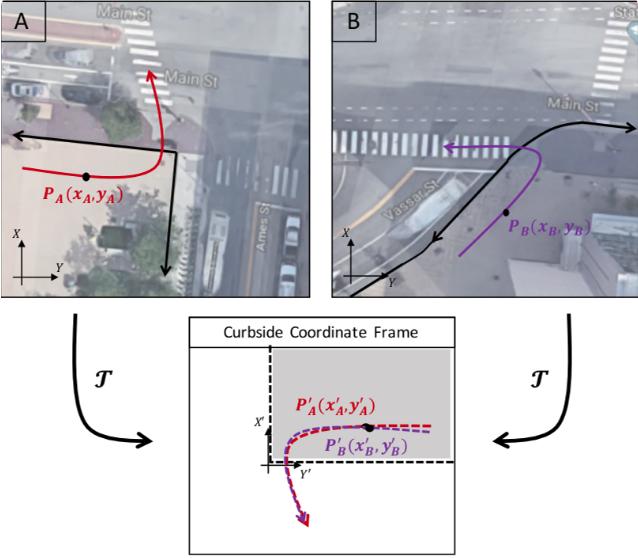 A
Main St
Main St
P_A(x_A, y_A)
X
Y
Ames St
B
Sta
Main St
Vassar St
P_B(x_B, y_B)
X
Y
𝒯
Curbside Coordinate Frame
P'_A(x'_A, y'_A)
X'
P'_B(x'_B, y'_B)
Y'
𝒯